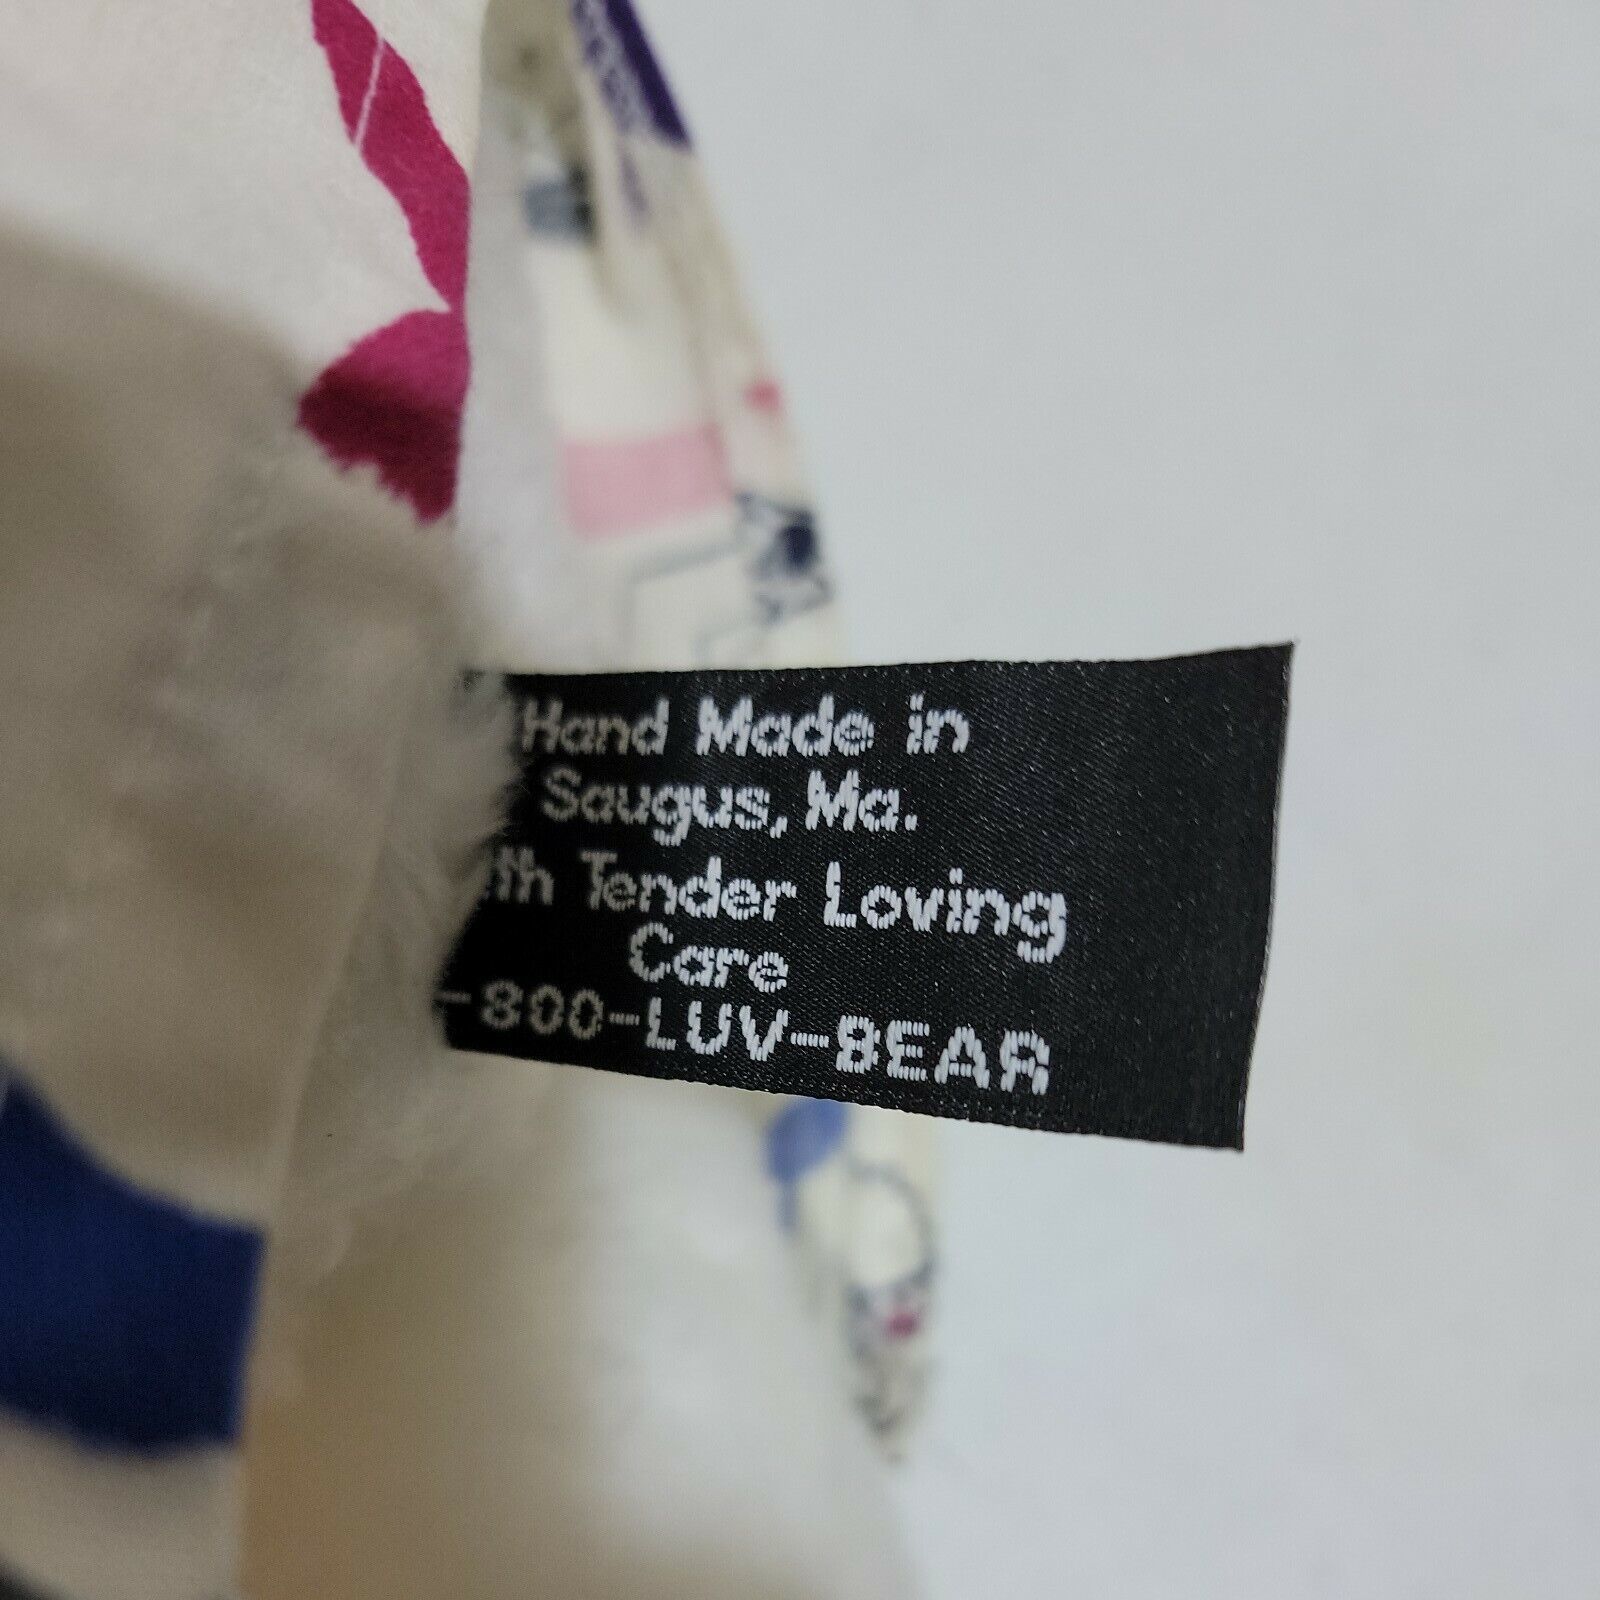 Hand Made in
Saugus, Ma.
Tender Loving
Care
-800-LUV-BEAR